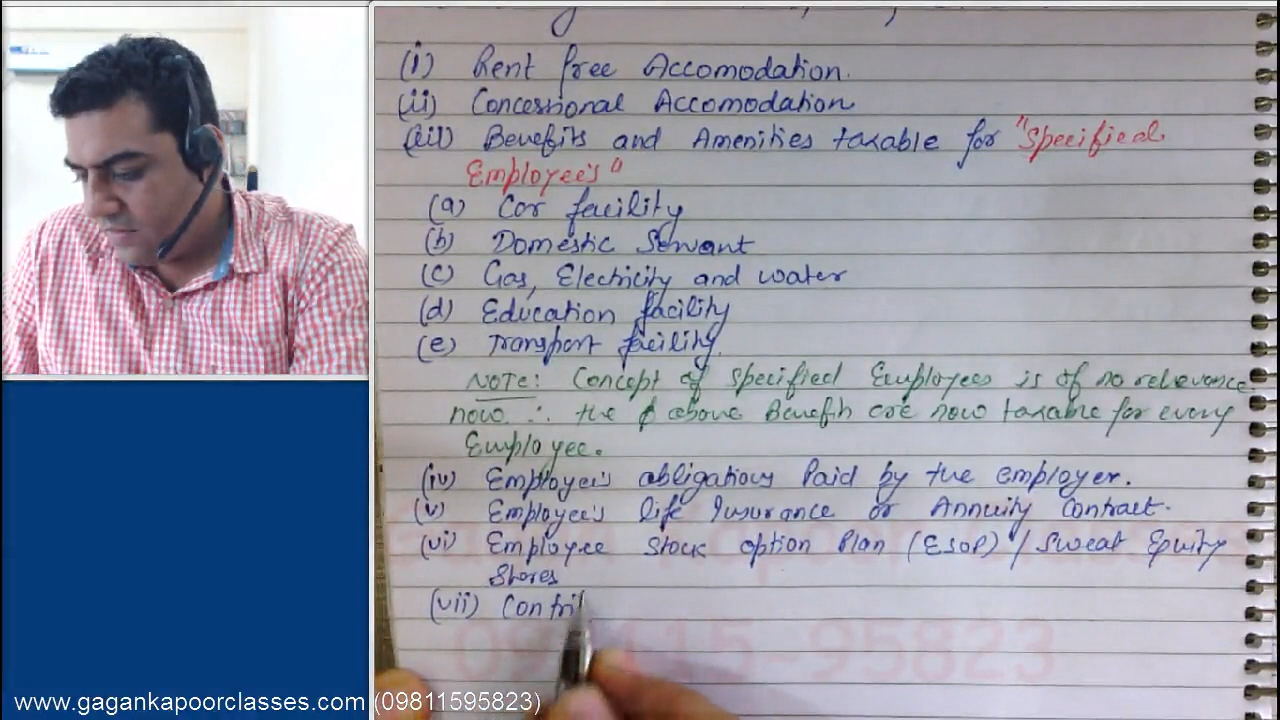 (i) Rent free Accomodation.
(ii) Concessional Accomodation
(iii) Benefits and Amenities taxable for "Specified
Employee's"
(a) Car facility
(b) Domestic Servant
(c) Gas, Electricity and water
(d) Education facility
(e) Transport facility.
NOTE: Concept of Specified Employees is of no relevance
now ∴ the above Benefits are now taxable for every
Employee.
(iv) Employee's obligations Paid by the employer.
(v) Employee's life Insurance or Annuity Contract.
(vi) Employee Stock option Plan (ESOP) / Sweat Equity
Shares
(vii) Contri
www.gagankapoorclasses.com (09811595823)